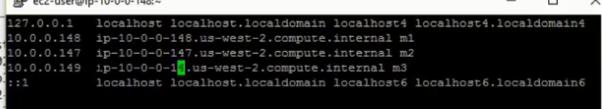 ec2-user@ip-10-0-0-148:~
127.0.0.1 localhost localhost.localdomain localhost4 localhost4.localdomain4
10.0.0.148 ip-10-0-0-148.us-west-2.compute.internal m1
10.0.0.147 ip-10-0-0-147.us-west-2.compute.internal m2
10.0.0.149 ip-10-0-0-14.us-west-2.compute.internal m3
::1 localhost localhost.localdomain localhost6 localhost6.localdomain6